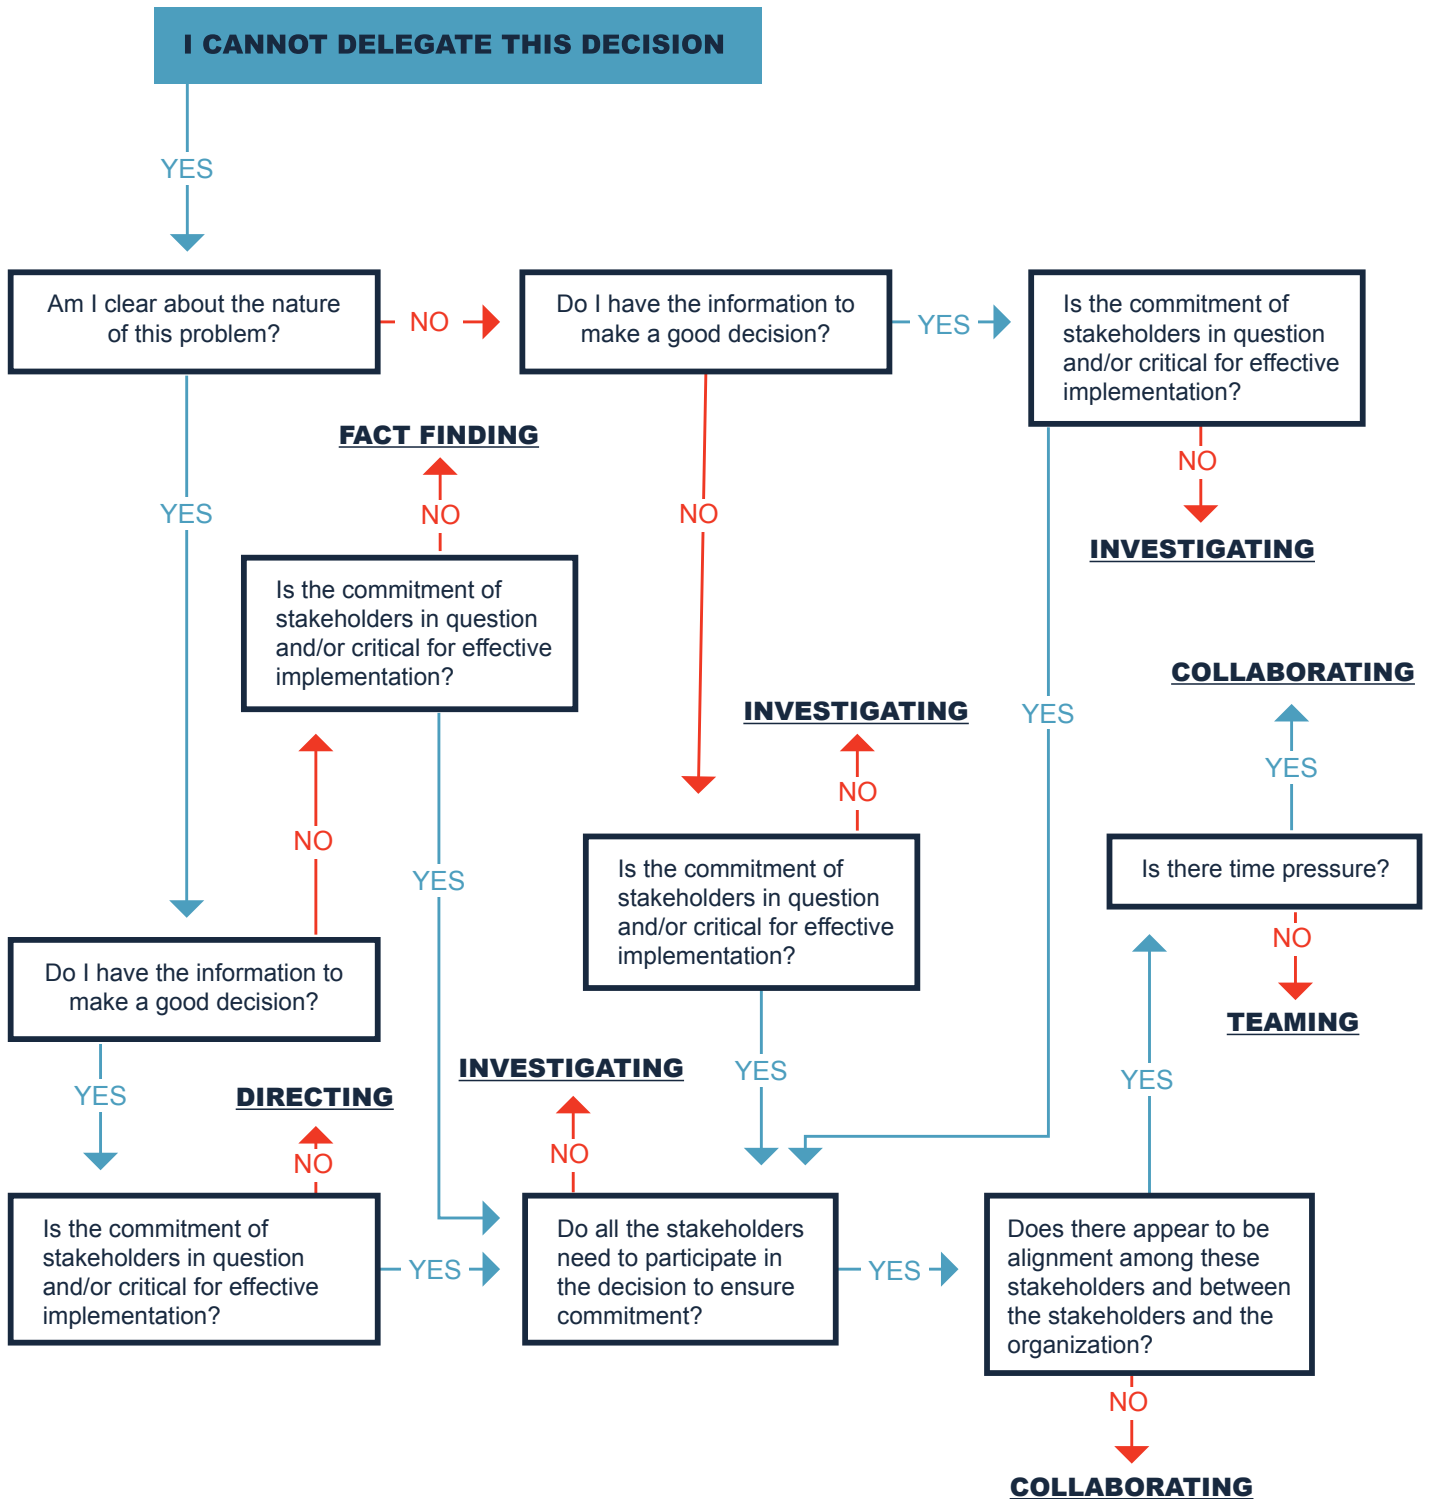 I CANNOT DELEGATE THIS DECISION
YES
Am I clear about the nature
of this problem?
NO
Do I have the information to
make a good decision?
YES
Is the commitment of
stakeholders in question
and/or critical for effective
implementation?
NO
INVESTIGATING
FACT FINDING
NO
YES
NO
Is the commitment of
stakeholders in question
and/or critical for effective
implementation?
COLLABORATING
INVESTIGATING
YES
YES
NO
NO
YES
Is the commitment of
stakeholders in question
and/or critical for effective
implementation?
Is there time pressure?
NO
TEAMING
Do I have the information to
make a good decision?
YES
DIRECTING
NO
INVESTIGATING
NO
YES
YES
Is the commitment of
stakeholders in question
and/or critical for effective
implementation?
YES
Do all the stakeholders
need to participate in
the decision to ensure
commitment?
YES
Does there appear to be
alignment among these
stakeholders and between
the stakeholders and the
organization?
NO
COLLABORATING